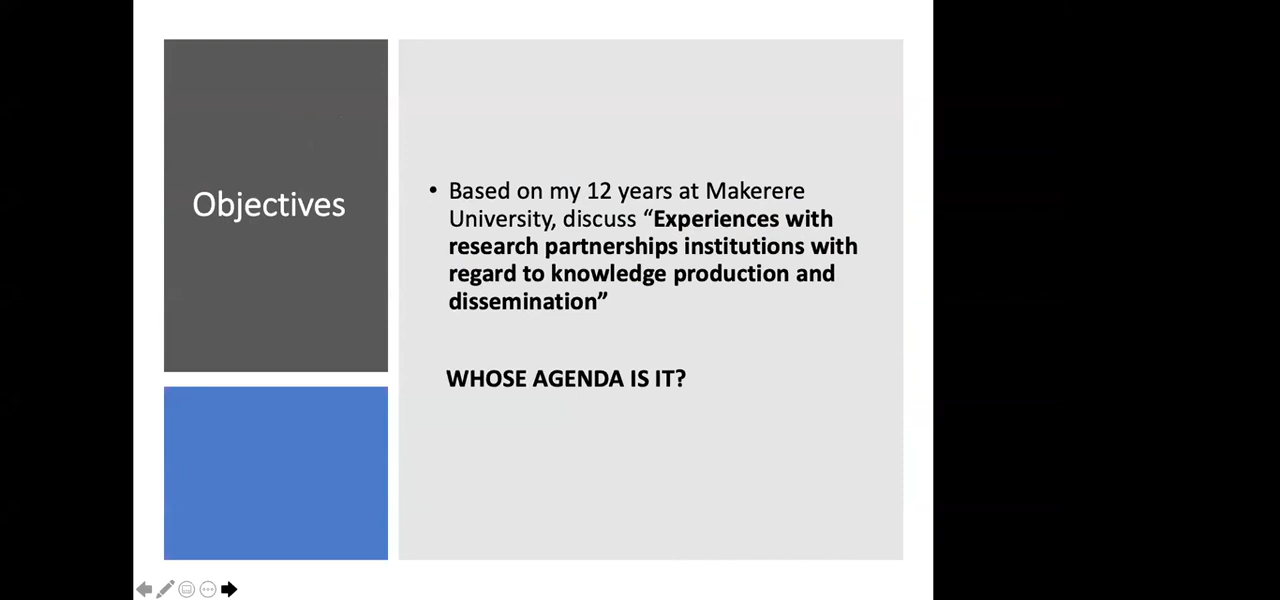 Objectives
• Based on my 12 years at Makerere
University, discuss “Experiences with
research partnerships institutions with
regard to knowledge production and
dissemination”
WHOSE AGENDA IS IT?